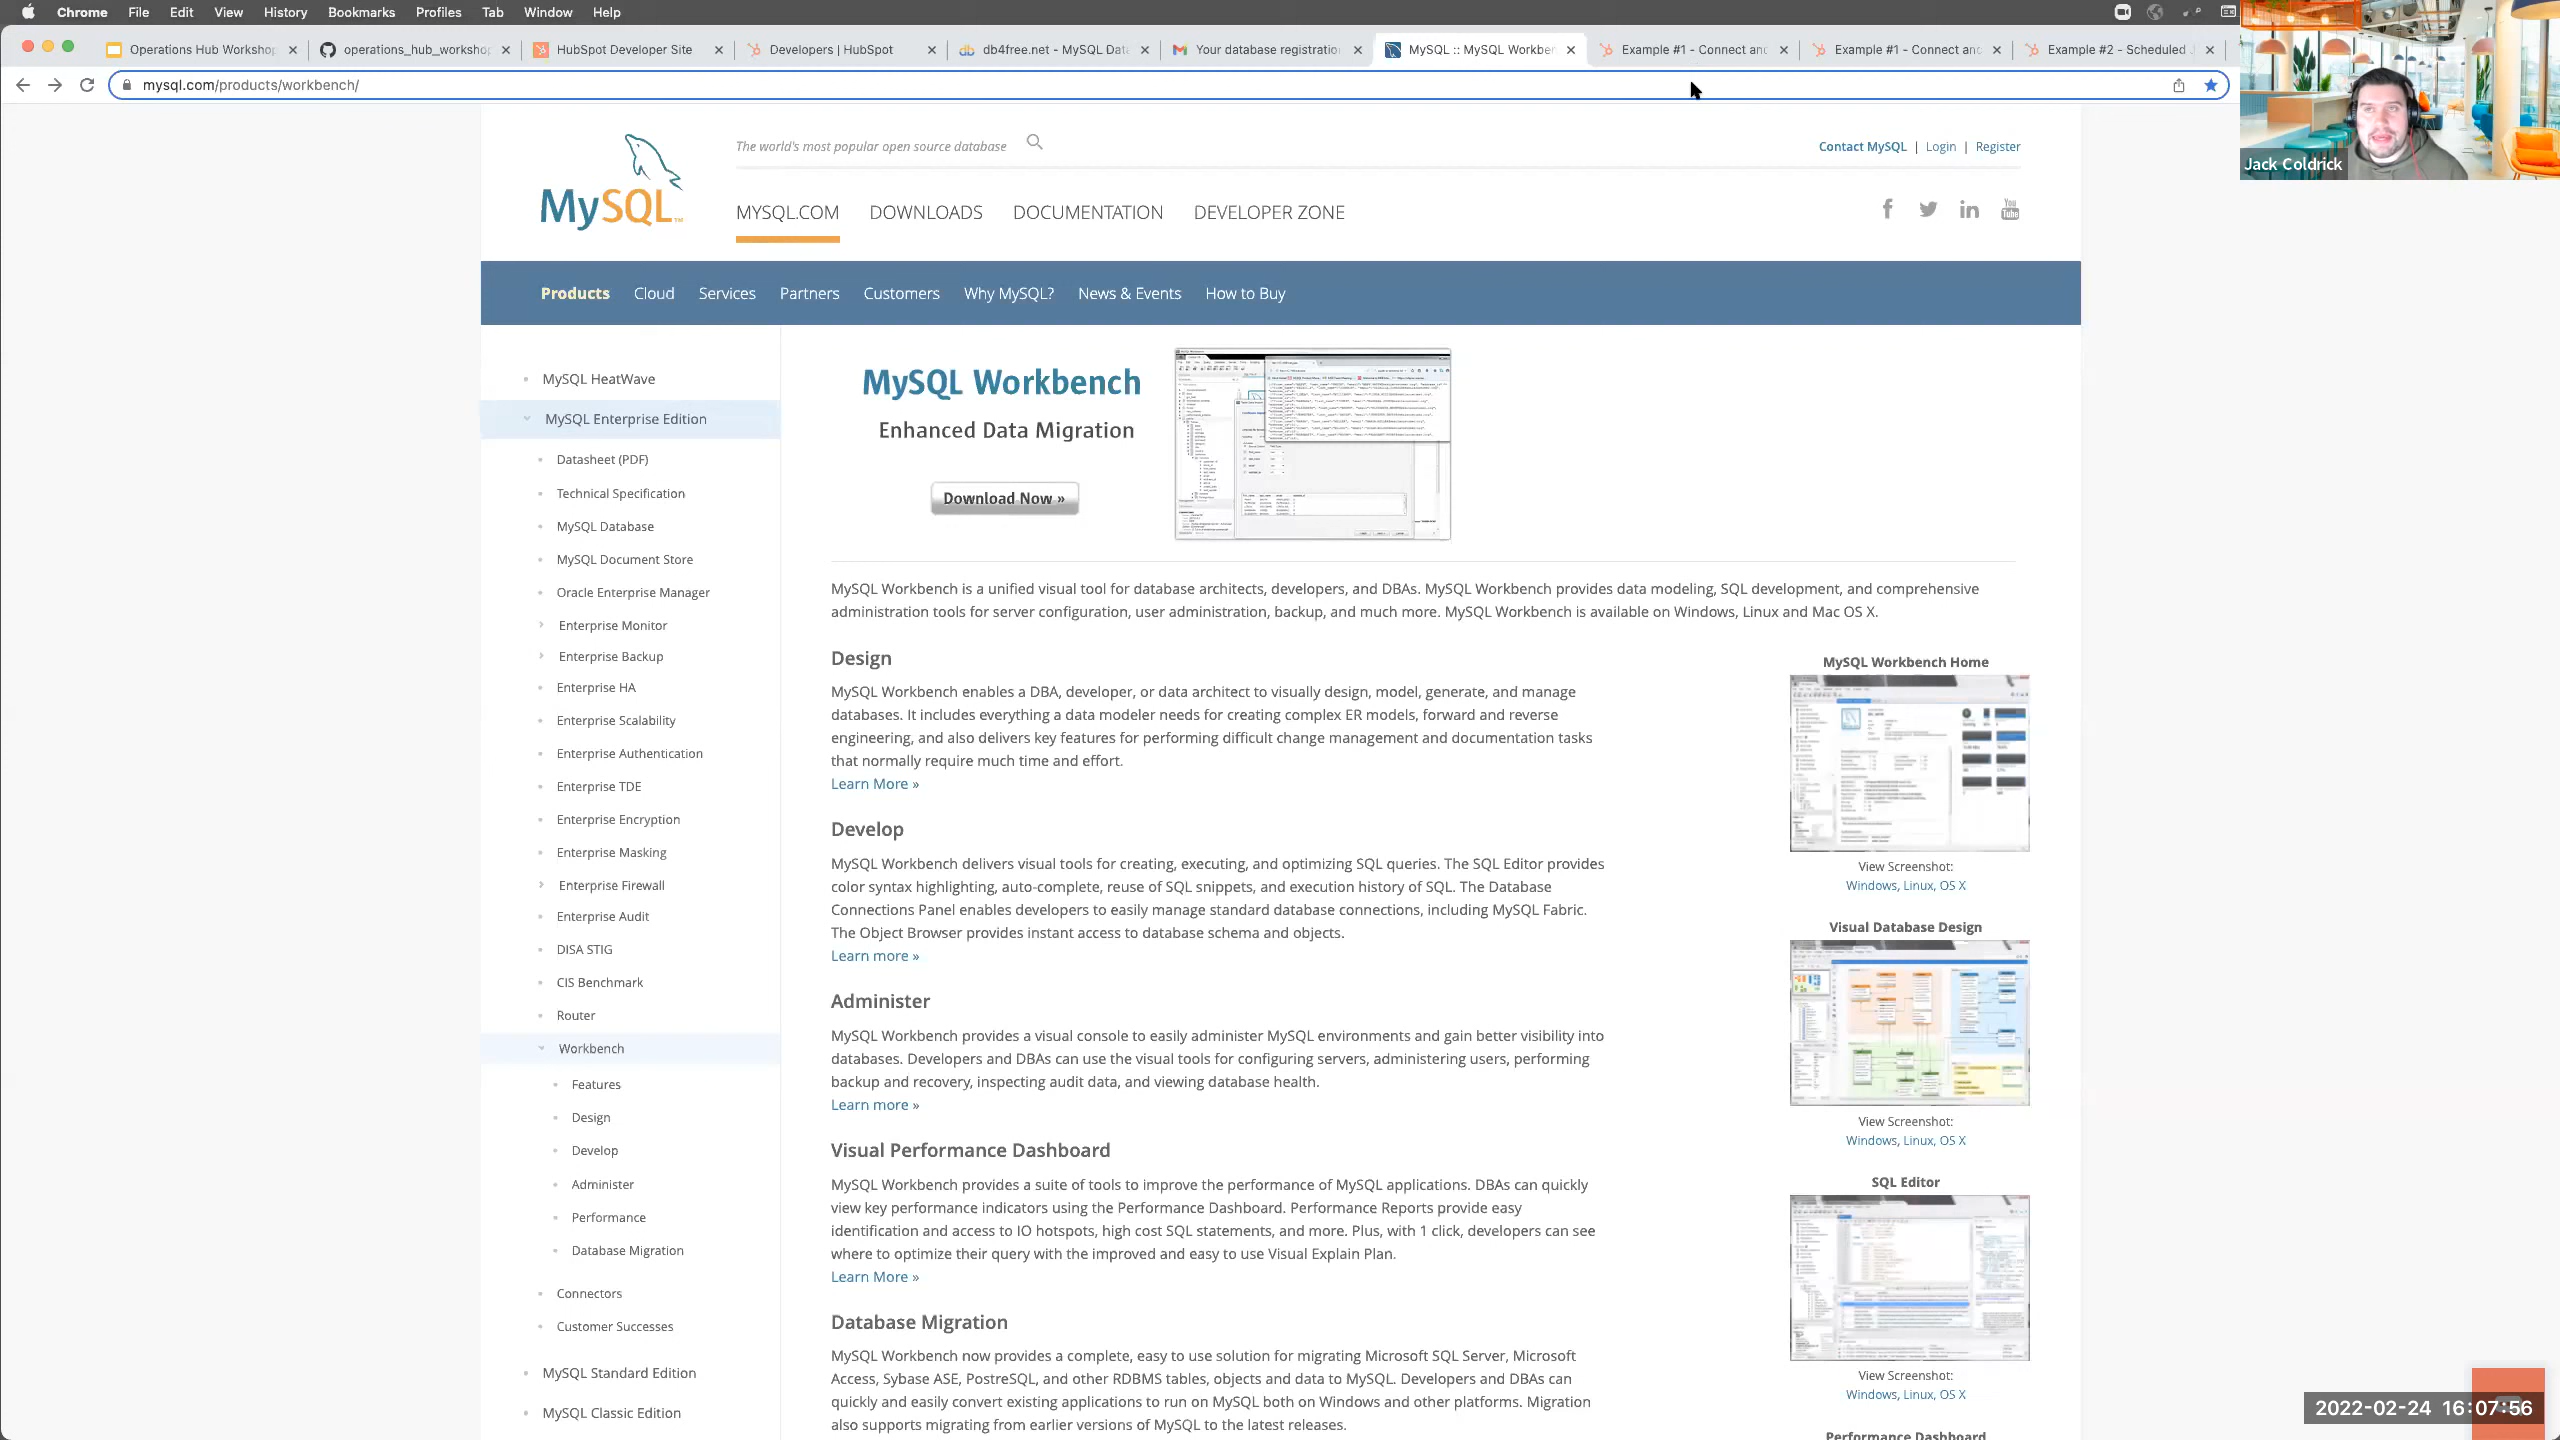 Chrome File Edit View History Bookmarks Profiles Tab Window Help
Operations Hub Workshop
operations_hub_workshop
HubSpot Developer Site
Developers | HubSpot
db4free.net - MySQL Data
Your database registration
MySQL :: MySQL Workben
Example #1 - Connect and
Example #1 - Connect and
Example #2 - Scheduled
mysql.com/products/workbench/
Jack Coldrick
MySQL™
The world's most popular open source database
Contact MySQL | Login | Register
MYSQL.COM DOWNLOADS DOCUMENTATION DEVELOPER ZONE
You
Tube
Products Cloud Services Partners Customers Why MySQL? News & Events How to Buy
MySQL HeatWave
MySQL Enterprise Edition
Datasheet (PDF)
Technical Specification
MySQL Database
MySQL Document Store
Oracle Enterprise Manager
Enterprise Monitor
Enterprise Backup
Enterprise HA
Enterprise Scalability
Enterprise Authentication
Enterprise TDE
Enterprise Encryption
Enterprise Masking
Enterprise Firewall
Enterprise Audit
DISA STIG
CIS Benchmark
Router
Workbench
Features
Design
Develop
Administer
Performance
Database Migration
Connectors
Customer Successes
MySQL Standard Edition
MySQL Classic Edition
MySQL Workbench
Enhanced Data Migration
Download Now »
MySQL Workbench is a unified visual tool for database architects, developers, and DBAs. MySQL Workbench provides data modeling, SQL development, and comprehensive
administration tools for server configuration, user administration, backup, and much more. MySQL Workbench is available on Windows, Linux and Mac OS X.
Design
MySQL Workbench enables a DBA, developer, or data architect to visually design, model, generate, and manage
databases. It includes everything a data modeler needs for creating complex ER models, forward and reverse
engineering, and also delivers key features for performing difficult change management and documentation tasks
that normally require much time and effort.
Learn More »
Develop
MySQL Workbench delivers visual tools for creating, executing, and optimizing SQL queries. The SQL Editor provides
color syntax highlighting, auto-complete, reuse of SQL snippets, and execution history of SQL. The Database
Connections Panel enables developers to easily manage standard database connections, including MySQL Fabric.
The Object Browser provides instant access to database schema and objects.
Learn more »
Administer
MySQL Workbench provides a visual console to easily administer MySQL environments and gain better visibility into
databases. Developers and DBAs can use the visual tools for configuring servers, administering users, performing
backup and recovery, inspecting audit data, and viewing database health.
Learn more »
Visual Performance Dashboard
MySQL Workbench provides a suite of tools to improve the performance of MySQL applications. DBAs can quickly
view key performance indicators using the Performance Dashboard. Performance Reports provide easy
identification and access to IO hotspots, high cost SQL statements, and more. Plus, with 1 click, developers can see
where to optimize their query with the improved and easy to use Visual Explain Plan.
Learn More »
Database Migration
MySQL Workbench now provides a complete, easy to use solution for migrating Microsoft SQL Server, Microsoft
Access, Sybase ASE, PostreSQL, and other RDBMS tables, objects and data to MySQL. Developers and DBAs can
quickly and easily convert existing applications to run on MySQL both on Windows and other platforms. Migration
also supports migrating from earlier versions of MySQL to the latest releases.
MySQL Workbench Home
View Screenshot:
Windows, Linux, OS X
Visual Database Design
View Screenshot:
Windows, Linux, OS X
SQL Editor
View Screenshot:
Windows, Linux, OS X
Performance Dashboard
2022-02-24 16:07:56